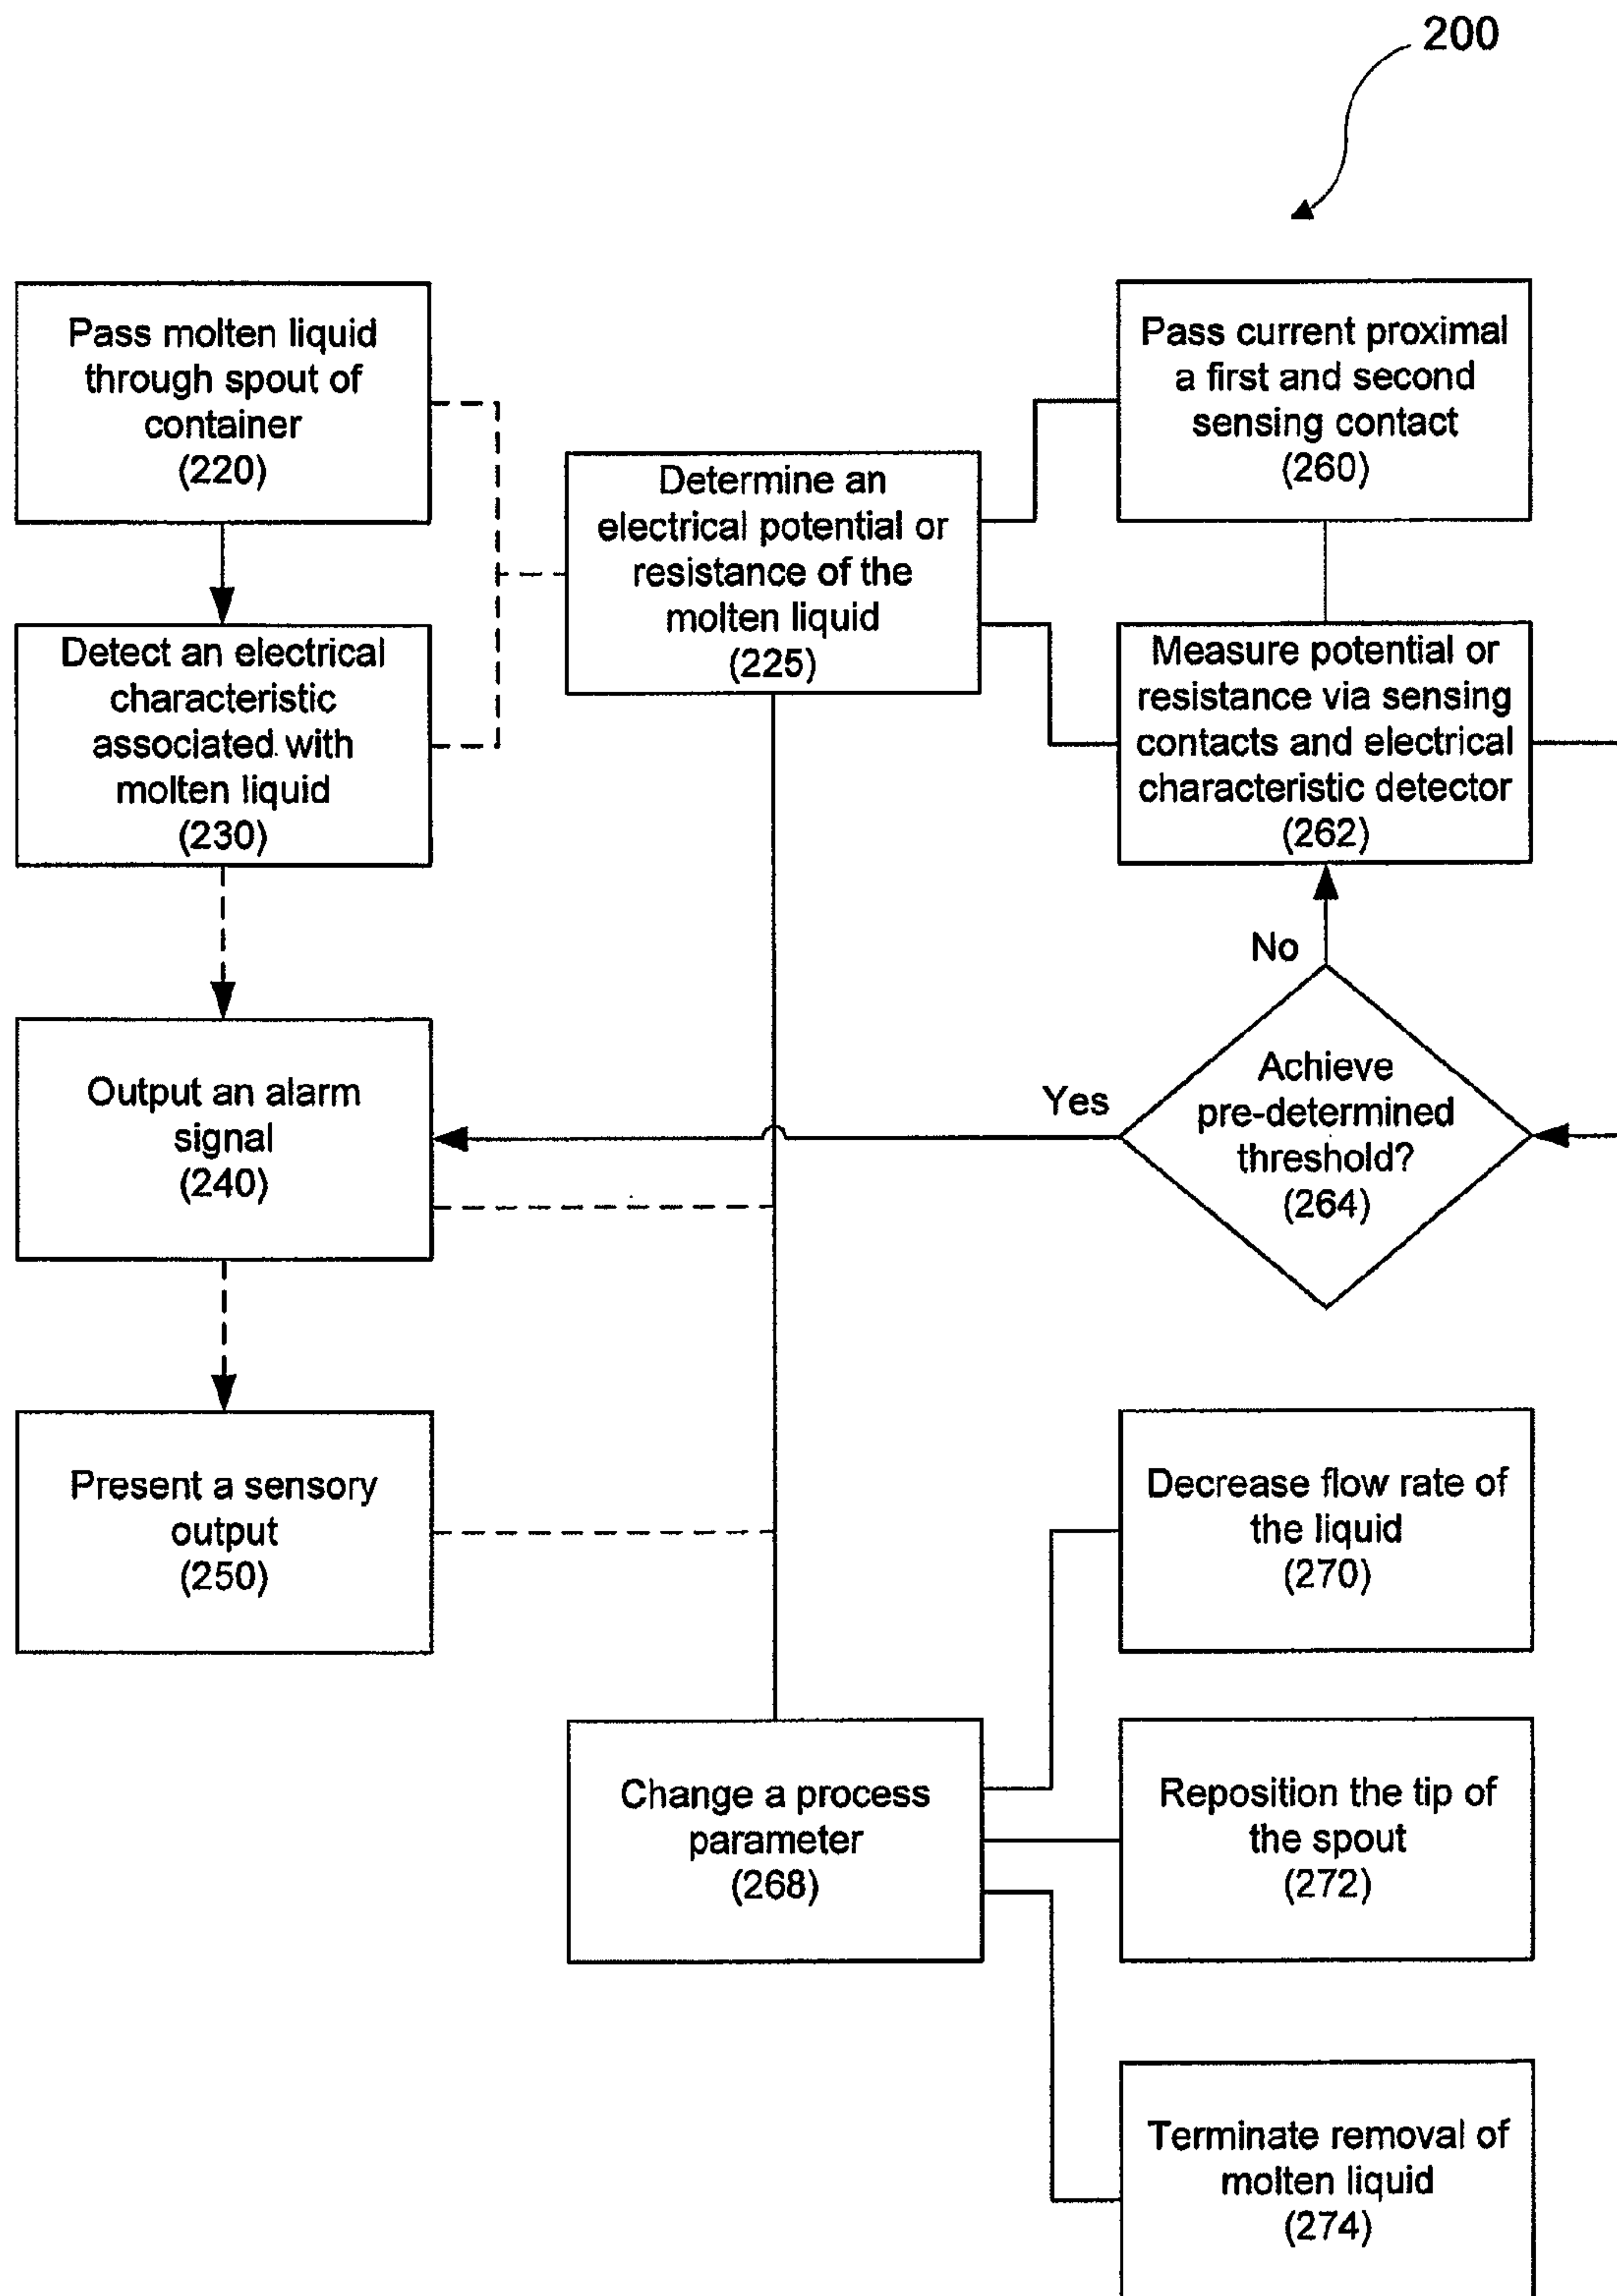 200
Pass molten liquid
through spout of
container
(220)
Detect an electrical
characteristic
associated with
molten liquid
(230)
Output an alarm
signal
(240)
Present a sensory
output
(250)
Determine an
electrical potential or
resistance of the
molten liquid
(225)
Pass current proximal
a first and second
sensing contact
(260)
Measure potential or
resistance via sensing
contacts and electrical
characteristic detector
(262)
No
Yes
Achieve
pre-determined
threshold?
(264)
Change a process
parameter
(268)
Decrease flow rate of
the liquid
(270)
Reposition the tip of
the spout
(272)
Terminate removal of
molten liquid
(274)